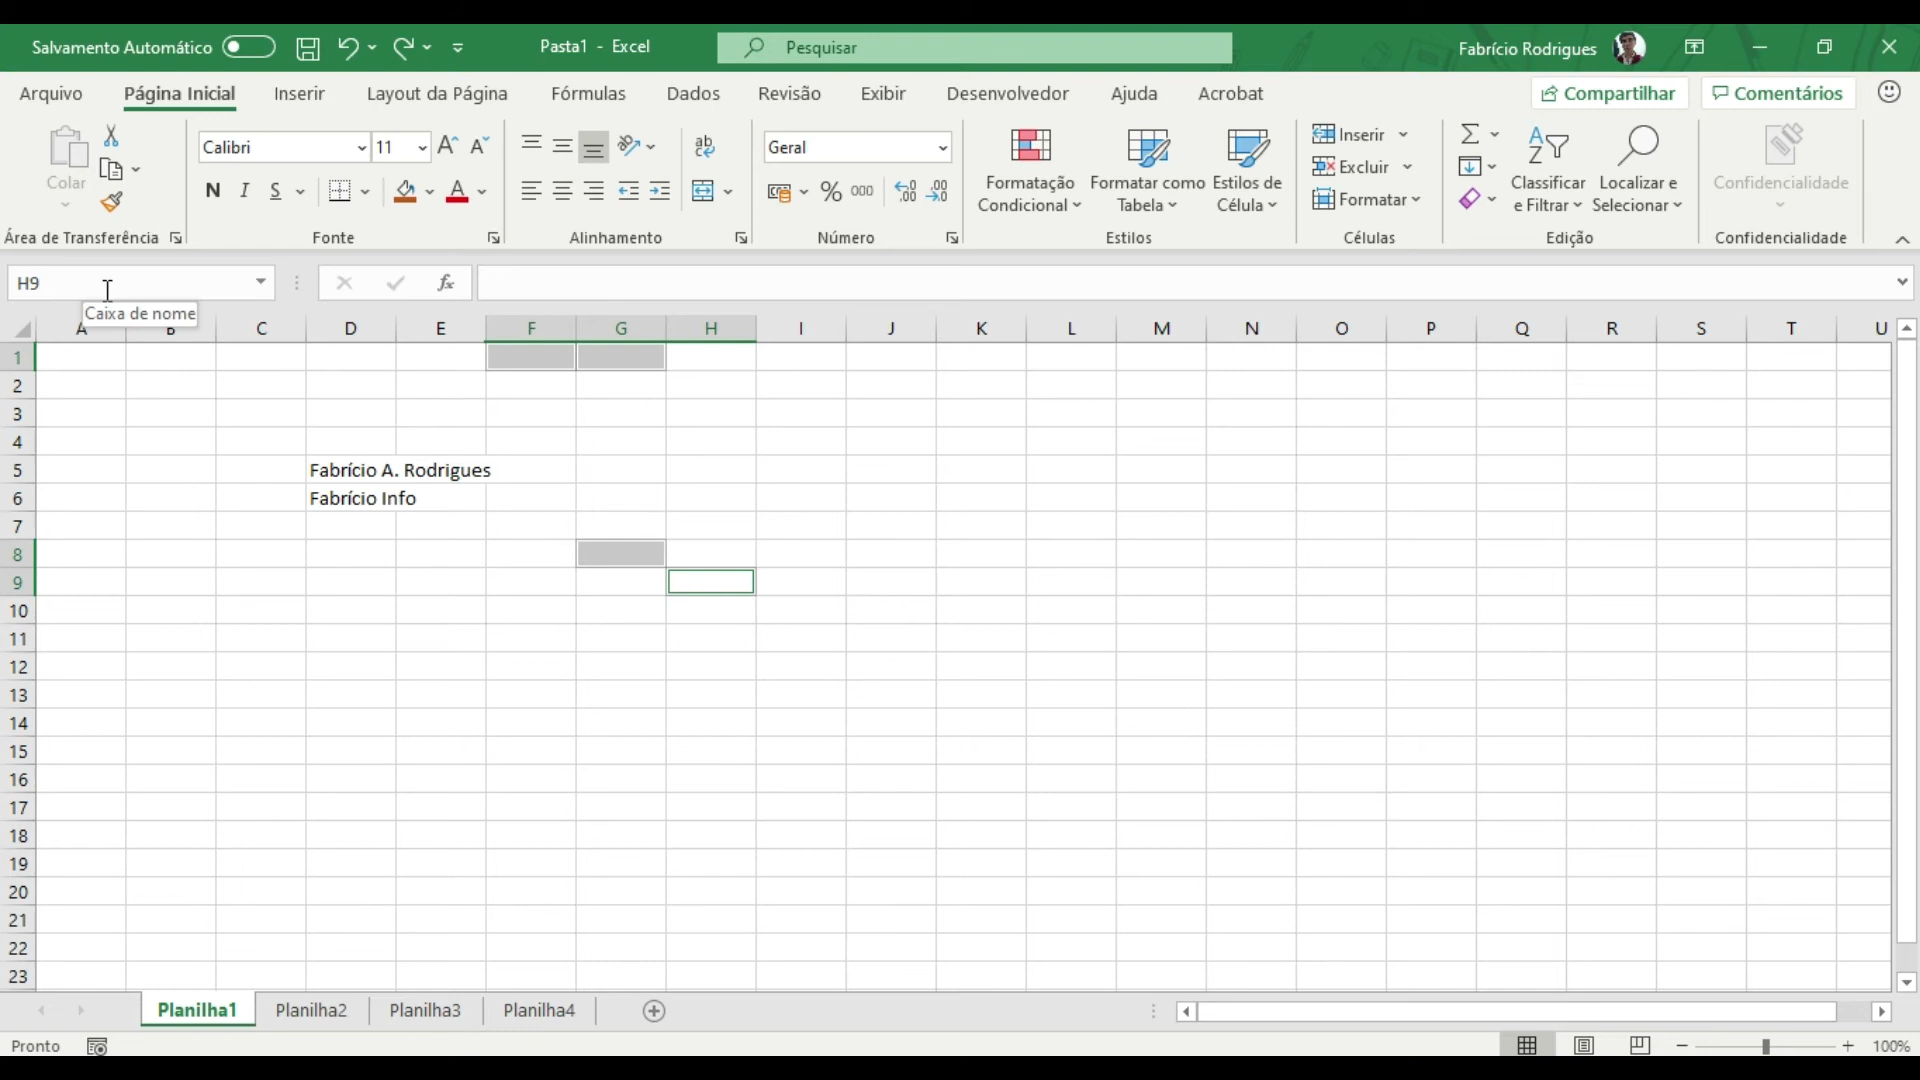 Salvamento Automático
Pasta1 - Excel
Pesquisar
Fabrício Rodrigues
Arquivo
Página Inicial
Inserir
Layout da Página
Fórmulas
Dados
Revisão
Exibir
Desenvolvedor
Ajuda
Acrobat
Compartilhar
Comentários
Colar
Área de Transferência
Calibri
11
N
I
S
Fonte
ab
Alinhamento
Geral
% 000
Número
Formatação
Condicional
Formatar como
Tabela
Estilos de
Célula
Estilos
Inserir
Excluir
Formatar
Células
Classificar
e Filtrar
Localizar e
Selecionar
Edição
Confidencialidade
Confidencialidade
H9
fx
Caixa de nome
A B C D E F G H I J K L M N O P Q R S T U
1
2
3
4
5 Fabrício A. Rodrigues
6 Fabrício Info
7
8
9
10
11
12
13
14
15
16
17
18
19
20
21
22
23
Planilha1
Planilha2
Planilha3
Planilha4
Pronto
100%